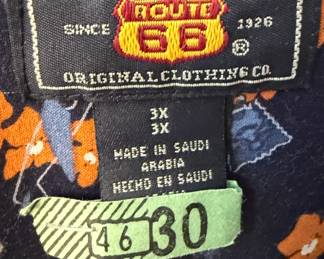 ROUTE
SINCE 66 1926
®
ORIGINAL CLOTHING CO.
3X
3X
MADE IN SAUDI
ARABIA
HECHO EN SAUDI
46 30